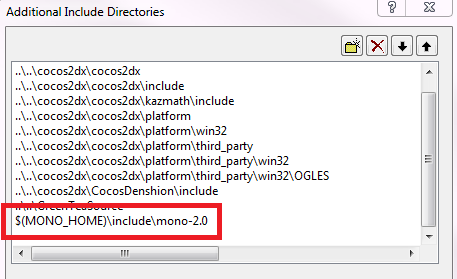 Additional Include Directories
..\..\cocos2dx\cocos2dx
..\..\cocos2dx\cocos2dx\include
..\..\cocos2dx\cocos2dx\kazmath\include
..\..\cocos2dx\cocos2dx\platform
..\..\cocos2dx\cocos2dx\platform\win32
..\..\cocos2dx\cocos2dx\platform\third_party
..\..\cocos2dx\cocos2dx\platform\third_party\win32
..\..\cocos2dx\cocos2dx\platform\third_party\win32\OGLES
..\..\cocos2dx\CocosDenshion\include
$(MONO_HOME)\include\mono-2.0